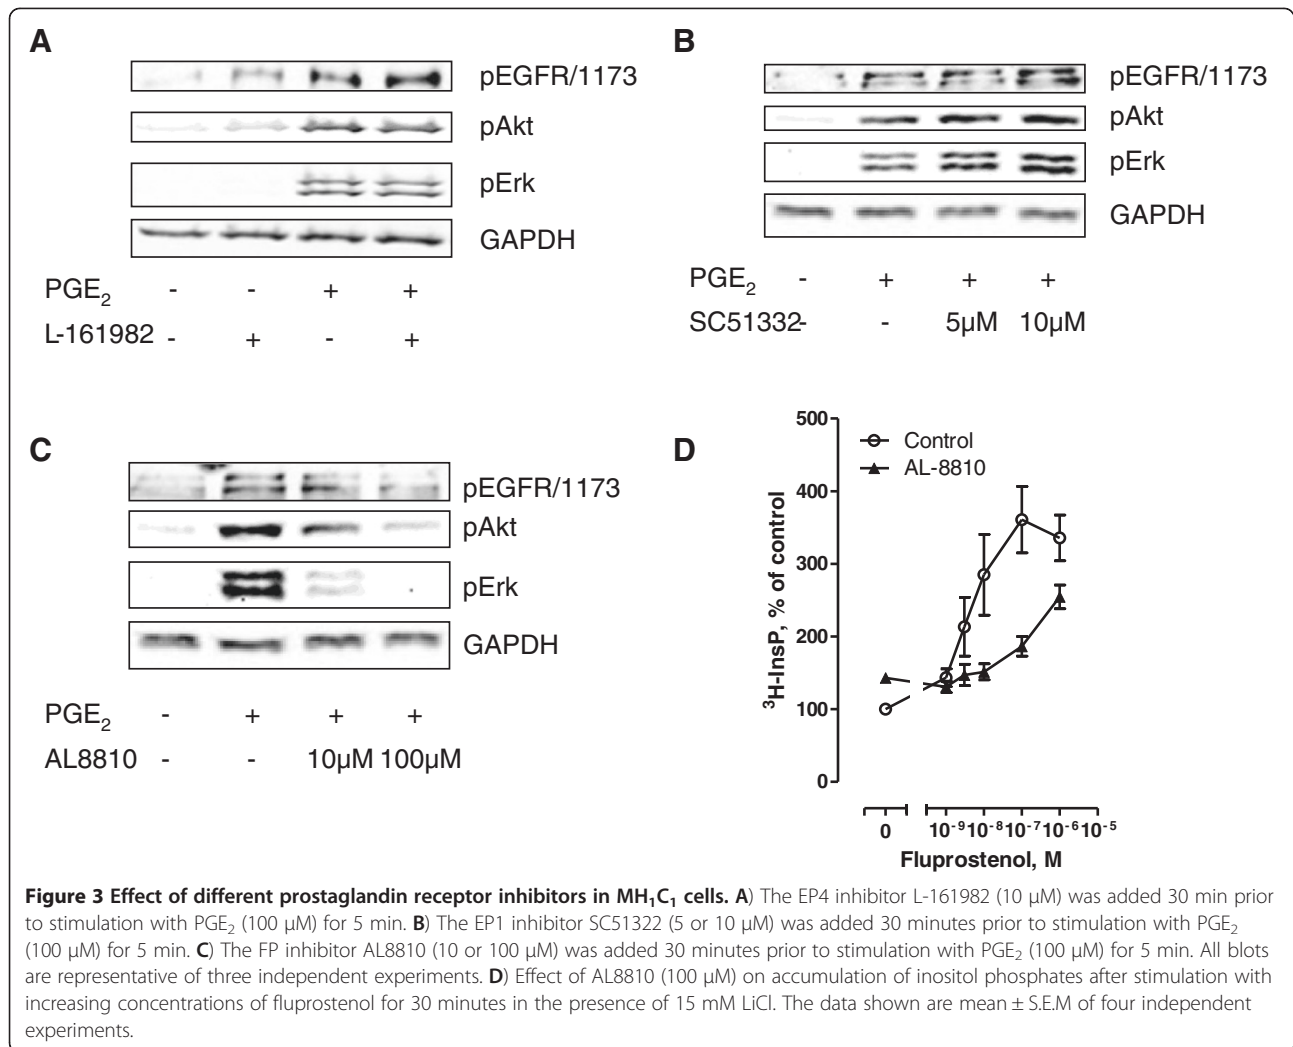 A
pEGFR/1173
pAkt
pErk
GAPDH
PGE₂ - - + +
L-161982 - + - +
B
pEGFR/1173
pAkt
pErk
GAPDH
PGE₂ - + + +
SC51332 - - 5µM 10µM
C
pEGFR/1173
pAkt
pErk
GAPDH
PGE₂ - + + +
AL8810 - - 10µM 100µM
D
Control
AL-8810
³H-InsP, % of control
500
400
300
200
100
0
0 10⁻⁹ 10⁻⁸ 10⁻⁷ 10⁻⁶ 10⁻⁵
Fluprostenol, M
Figure 3 Effect of different prostaglandin receptor inhibitors in MH₁C₁ cells. A) The EP4 inhibitor L-161982 (10 µM) was added 30 min prior
to stimulation with PGE₂ (100 µM) for 5 min. B) The EP1 inhibitor SC51322 (5 or 10 µM) was added 30 minutes prior to stimulation with PGE₂
(100 µM) for 5 min. C) The FP inhibitor AL8810 (10 or 100 µM) was added 30 minutes prior to stimulation with PGE₂ (100 µM) for 5 min. All blots
are representative of three independent experiments. D) Effect of AL8810 (100 µM) on accumulation of inositol phosphates after stimulation with
increasing concentrations of fluprostenol for 30 minutes in the presence of 15 mM LiCl. The data shown are mean ± S.E.M of four independent
experiments.